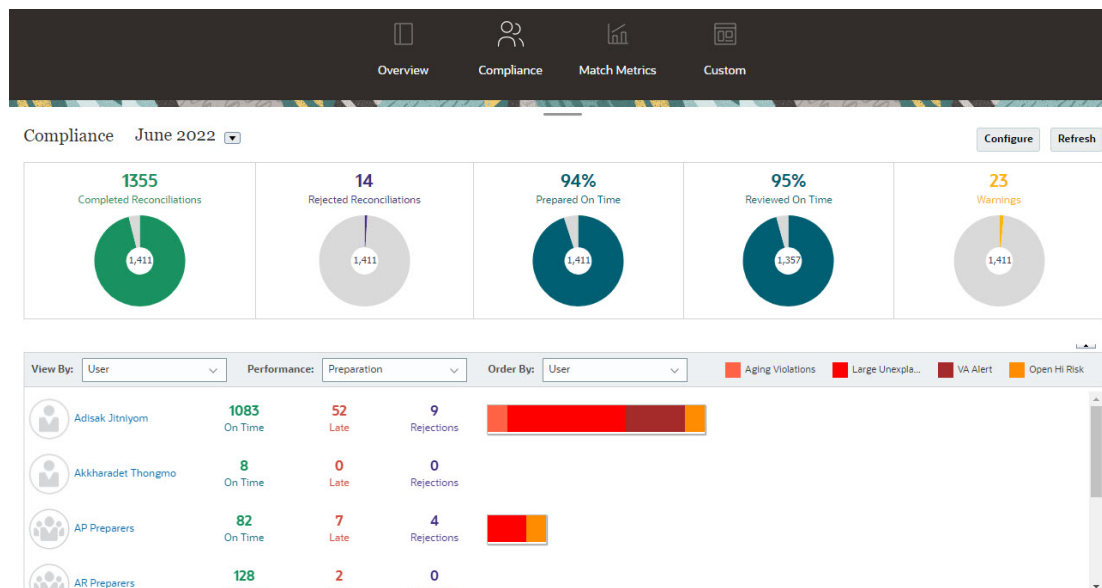 Overview Compliance Match Metrics Custom
Compliance June 2022
Configure Refresh
1355 14 94% 95% 23
Completed Reconciliations Rejected Reconciliations Prepared On Time Reviewed On Time Warnings
1,411 1,411 1,411 1,357 1,411
View By: User Performance: Preparation Order By: User Aging Violations Large Unexpla... VA Alert Open Hi Risk
Adisak Jitniyom 1083 52 9
On Time Late Rejections
Akkharadet Thongmo 8 0 0
On Time Late Rejections
AP Preparers 82 7 4
On Time Late Rejections
AR Preparers 128 2 0